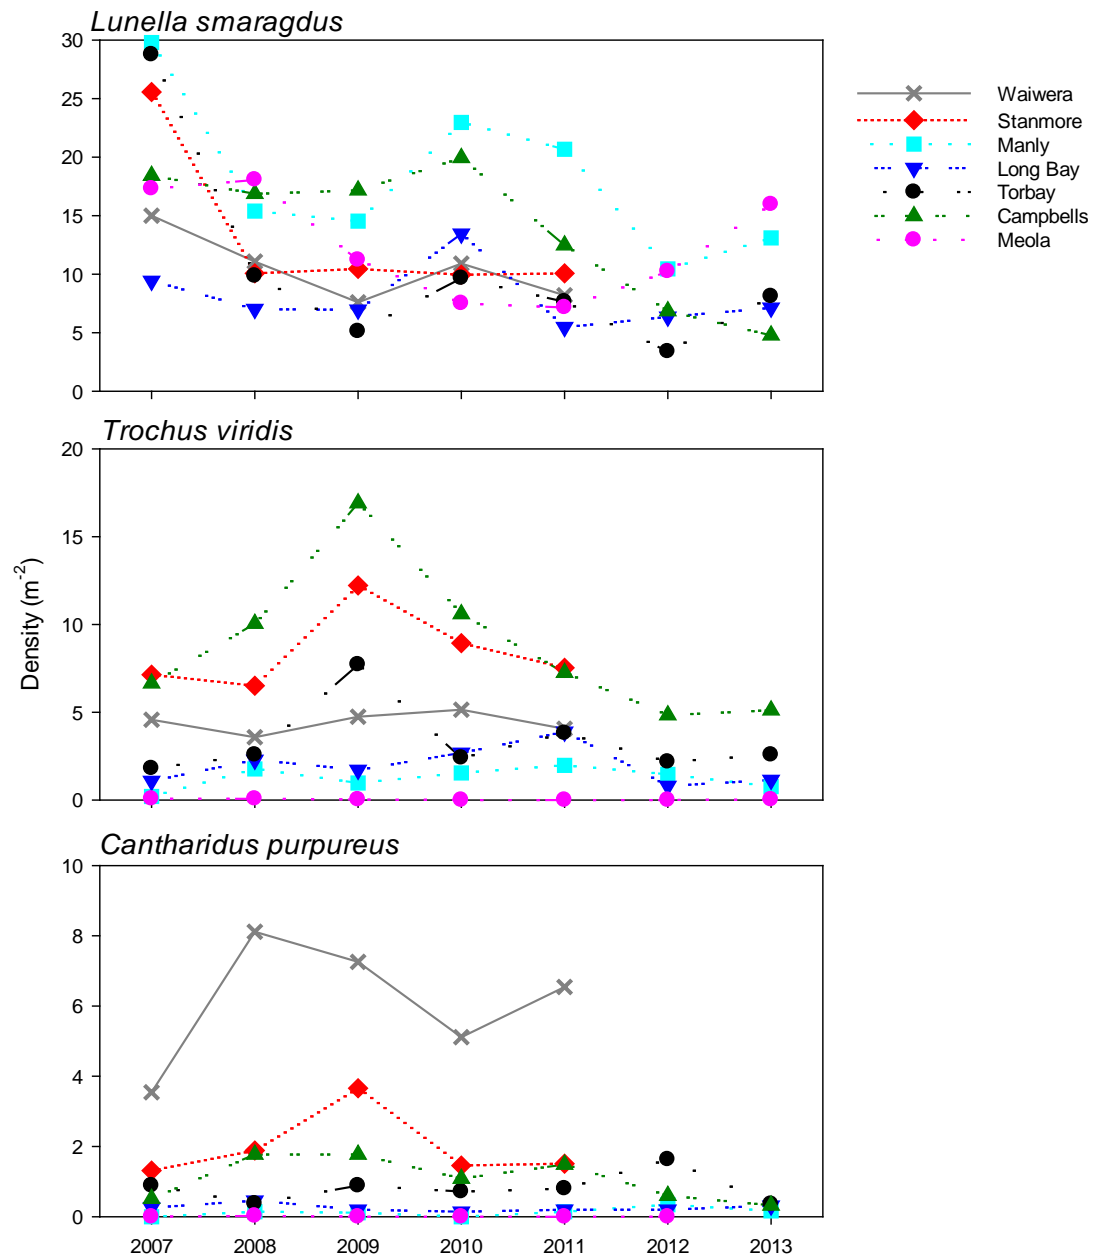 Lunella smaragdus
30
25
20
15
10
5
0
Waiwera
Stanmore
Manly
Long Bay
Torbay
Campbells
Meola
Trochus viridis
20
15
10
5
0
Density (m-2)
Cantharidus purpureus
10
8
6
4
2
0
2007 2008 2009 2010 2011 2012 2013